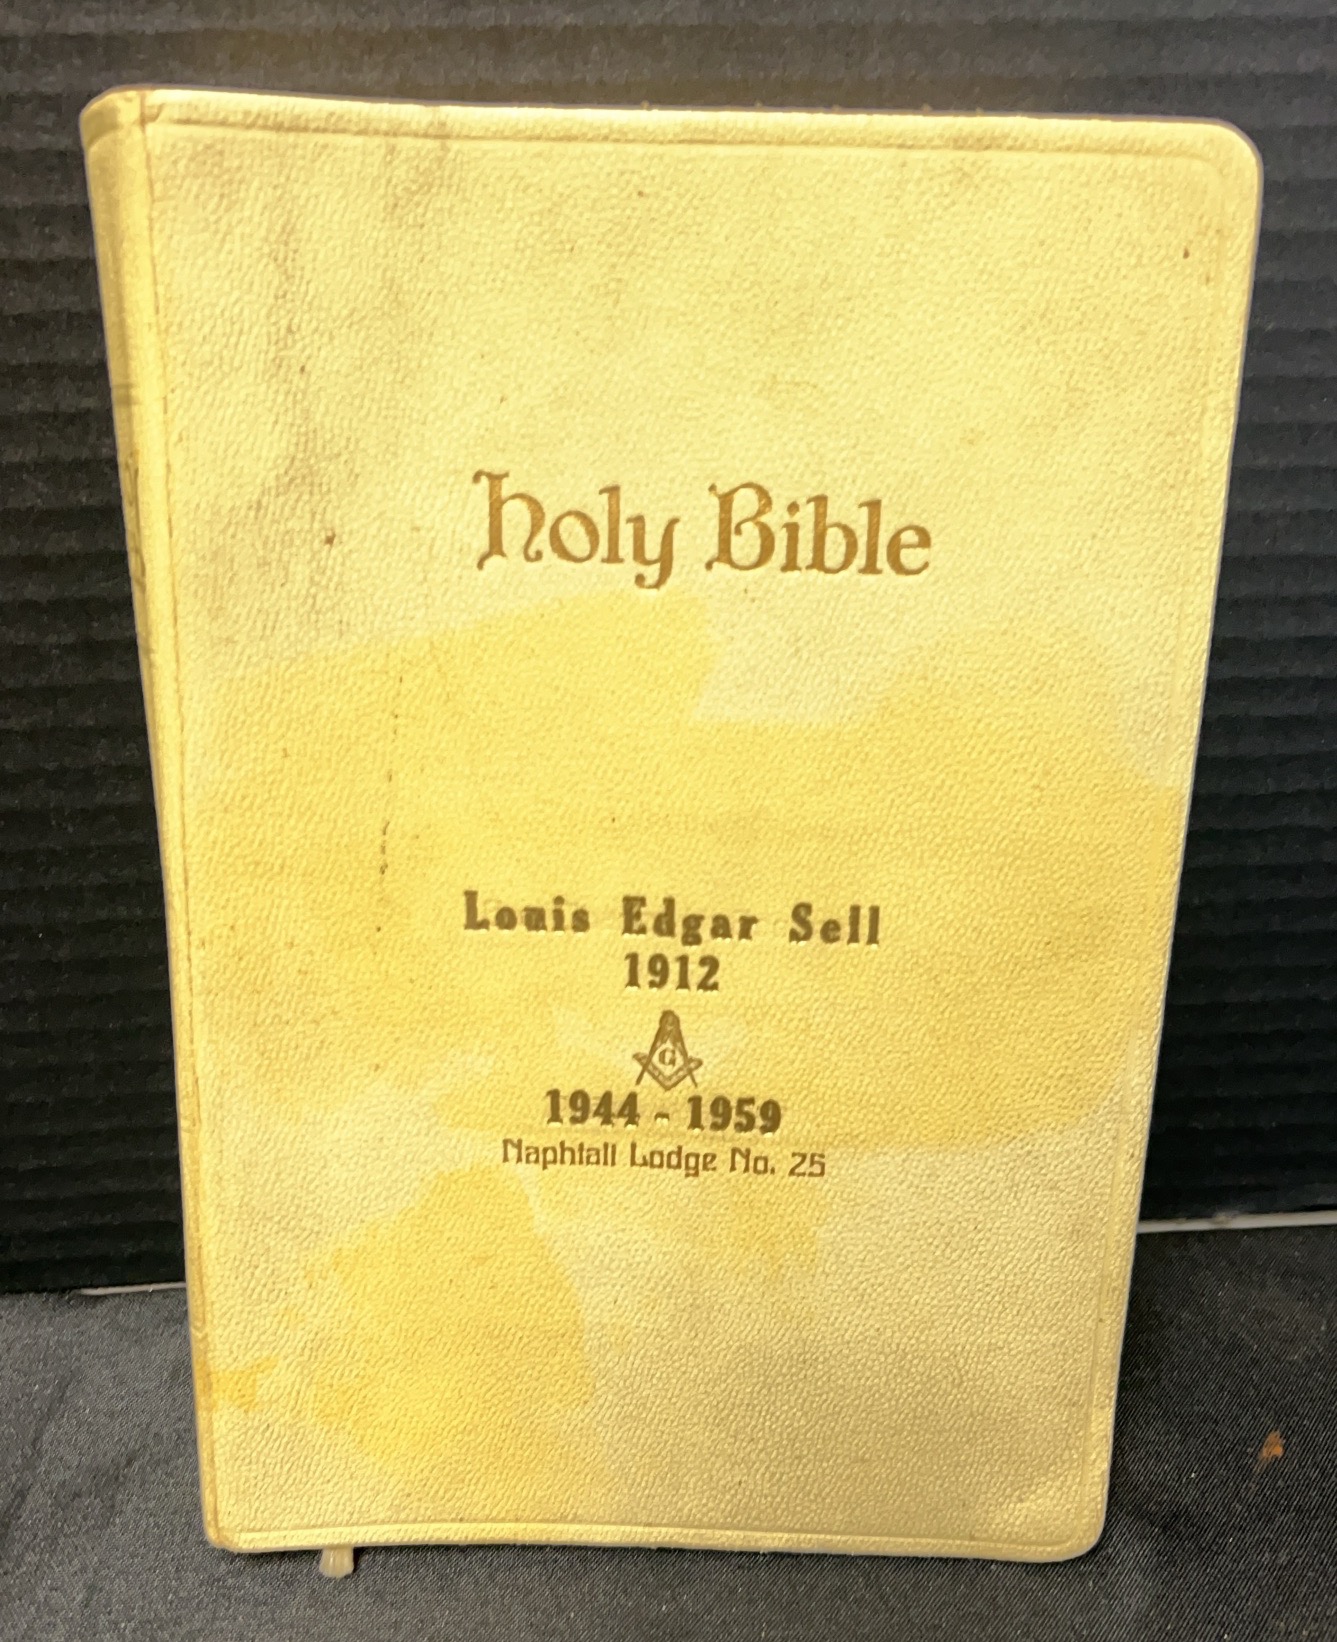 Holy Bible
Louis Edgar Sell
1912
G
1944 - 1959
Naphtali Lodge No. 25